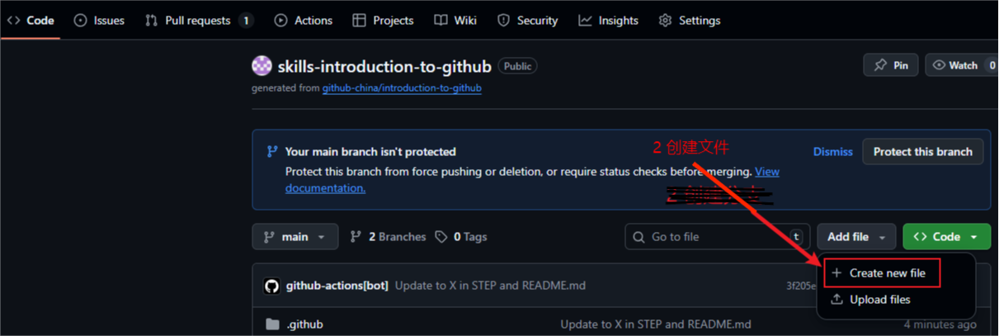 Code Issues Pull requests 1 Actions Projects Wiki Security Insights Settings
skills-introduction-to-github Public Pin Watch 0
generated from github-china/introduction-to-github
Your main branch isn't protected
2 创建文件
Dismiss Protect this branch
Protect this branch from force pushing or deletion, or require status checks before merging. View
documentation.
main 2 Branches 0 Tags Go to file t Add file Code
Create new file
github-actions[bot] Update to X in STEP and README.md 3f205e
Upload files
.github Update to X in STEP and README.md 4 minutes ago